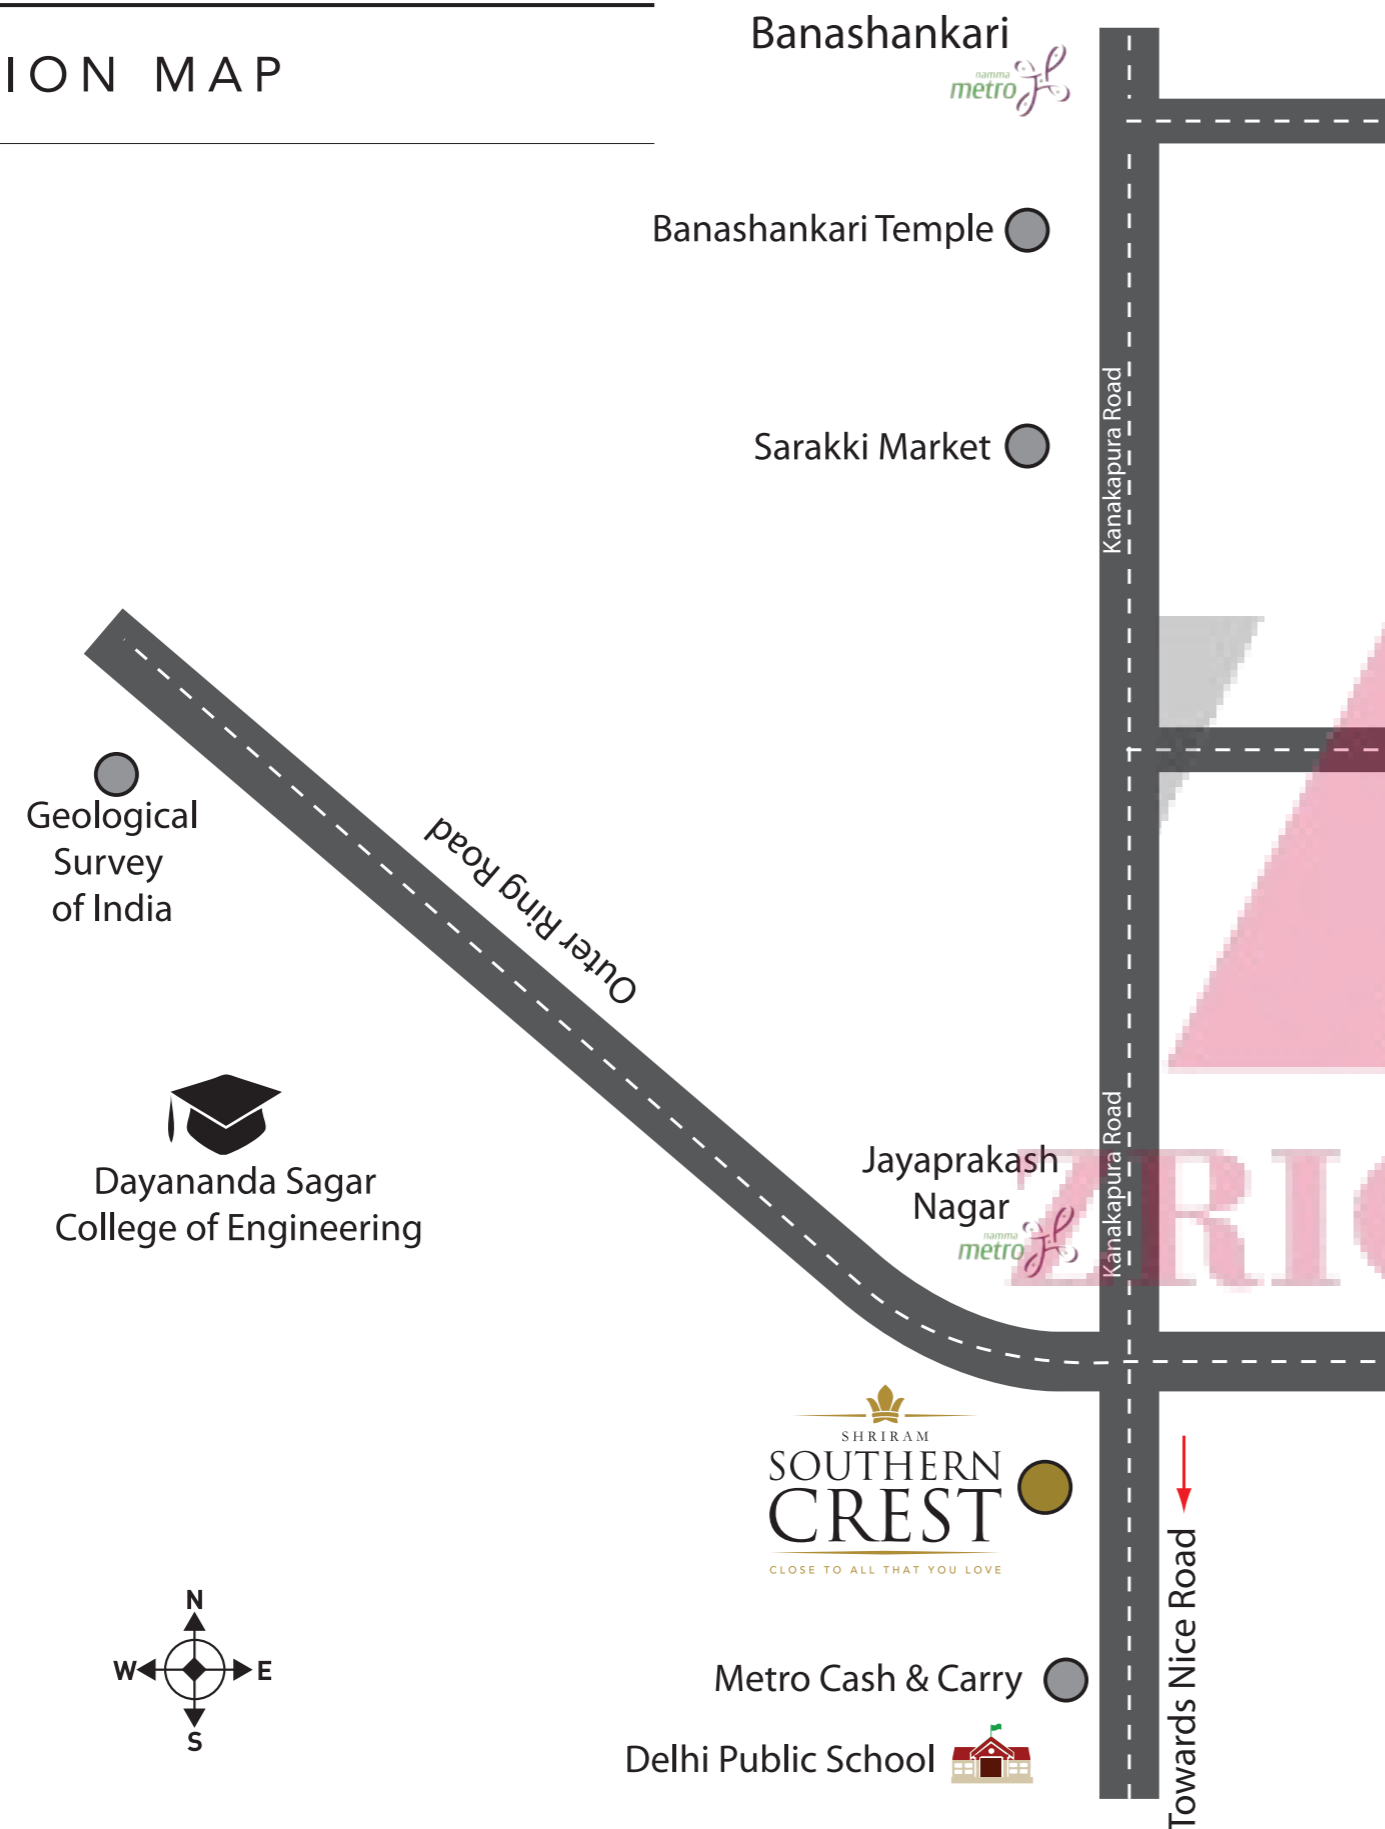 ION MAP
Banashankari
namma
metro
Banashankari Temple
Kanakapura Road
Sarakki Market
Geological
Survey
of India
Outer Ring Road
Dayananda Sagar
College of Engineering
Kanakapura Road
Jayaprakash
Nagar
namma
metro
ZRI
SHRIRAM
SOUTHERN
CREST
CLOSE TO ALL THAT YOU LOVE
Towards Nice Road
N
W E
S
Metro Cash & Carry
Delhi Public School